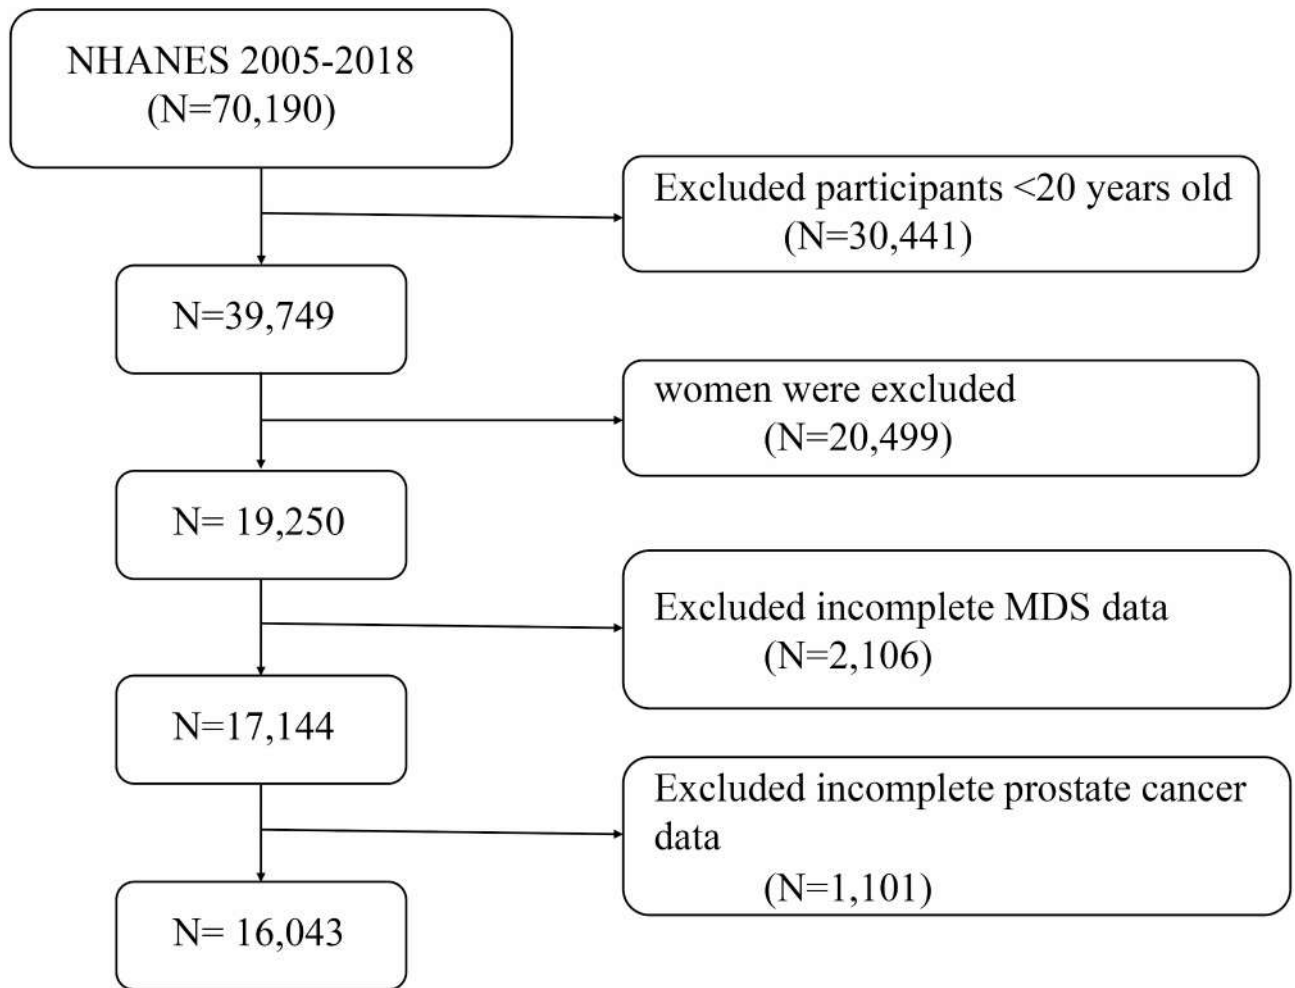 NHANES 2005-2018
(N=70,190)
Excluded participants <20 years old
(N=30,441)
N=39,749
women were excluded
(N=20,499)
N= 19,250
Excluded incomplete MDS data
(N=2,106)
N=17,144
Excluded incomplete prostate cancer
data
(N=1,101)
N= 16,043